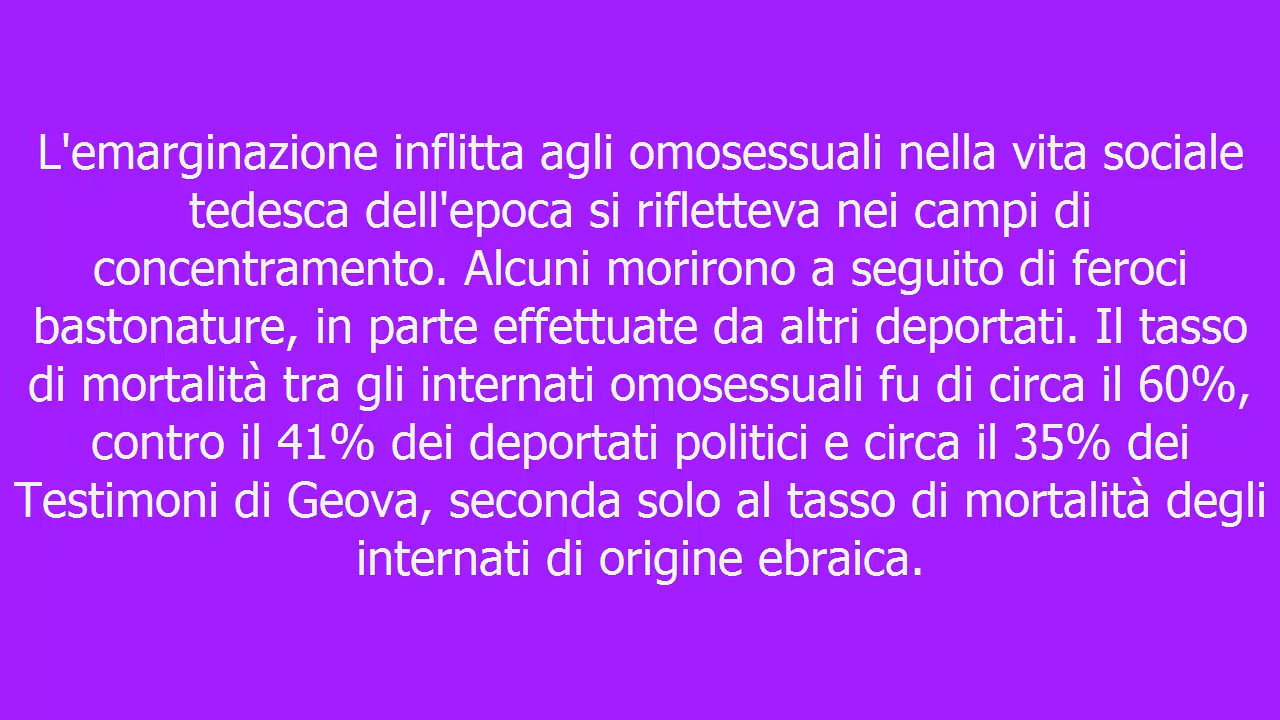 L'emarginazione inflitta agli omosessuali nella vita sociale
tedesca dell'epoca si rifletteva nei campi di
concentramento. Alcuni morirono a seguito di feroci
bastonature, in parte effettuate da altri deportati. Il tasso
di mortalità tra gli internati omosessuali fu di circa il 60%,
contro il 41% dei deportati politici e circa il 35% dei
Testimoni di Geova, seconda solo al tasso di mortalità degli
internati di origine ebraica.